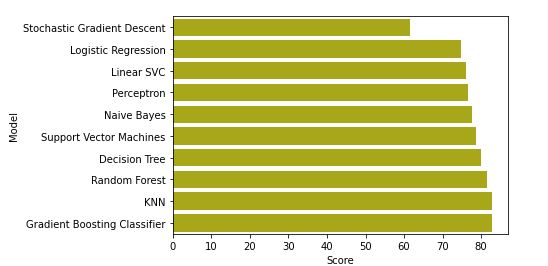 Stochastic Gradient Descent
Logistic Regression
Linear SVC
Perceptron
Naive Bayes
Support Vector Machines
Decision Tree
Random Forest
KNN
Gradient Boosting Classifier
Model
0 10 20 30 40 50 60 70 80
Score